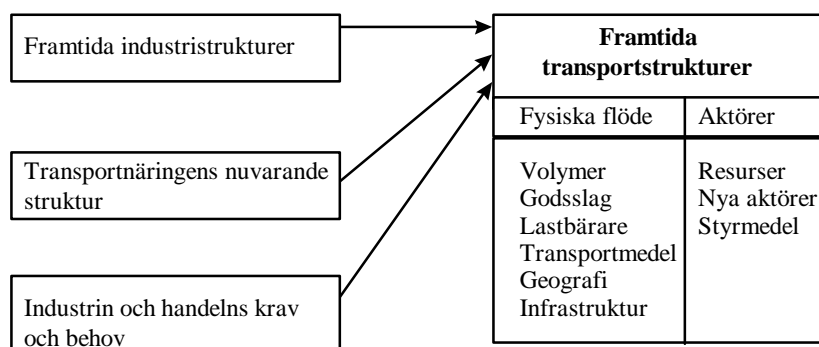 Framtida industristrukturer
Transportnäringens nuvarande
struktur
Industrin och handelns krav
och behov
Framtida
transportstrukturer
Fysiska flöde
Aktörer
Volymer
Godsslag
Lastbärare
Transportmedel
Geografi
Infrastruktur
Resurser
Nya aktörer
Styrmedel